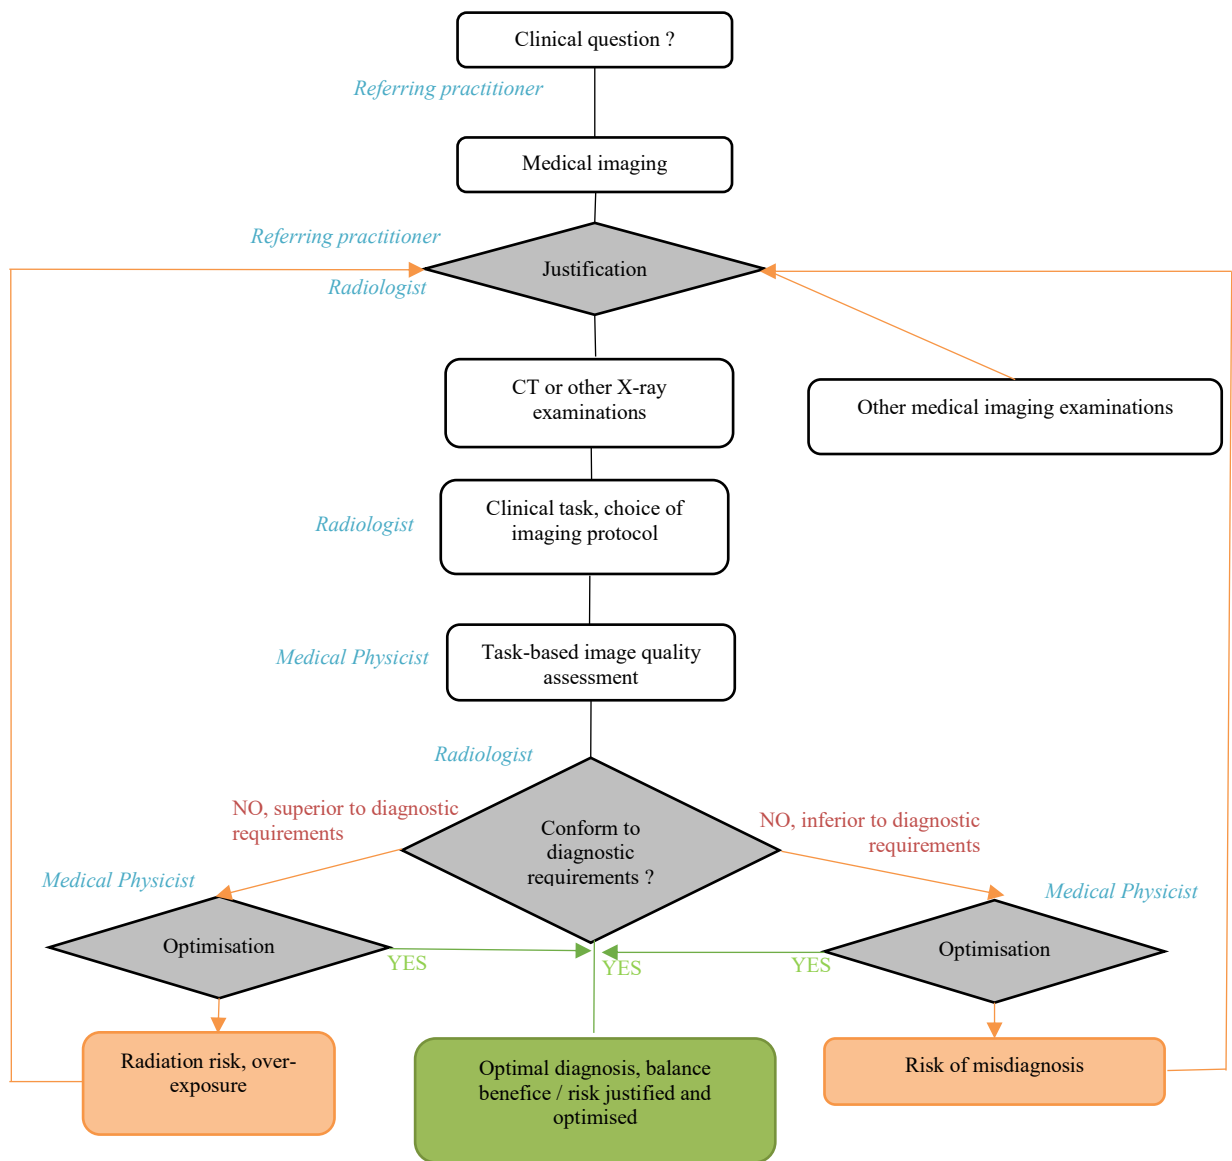 Clinical question ?
Referring practitioner
Medical imaging
Referring practitioner
Justification
Radiologist
CT or other X-ray
examinations
Other medical imaging examinations
Clinical task, choice of
imaging protocol
Radiologist
Medical Physicist
Task-based image quality
assessment
Radiologist
NO, superior to diagnostic
requirements
Conform to
diagnostic
requirements ?
NO, inferior to diagnostic
requirements
Medical Physicist
Medical Physicist
Optimisation
YES
YES
YES
Optimisation
Radiation risk, over-
exposure
Optimal diagnosis, balance
benefice / risk justified and
optimised
Risk of misdiagnosis